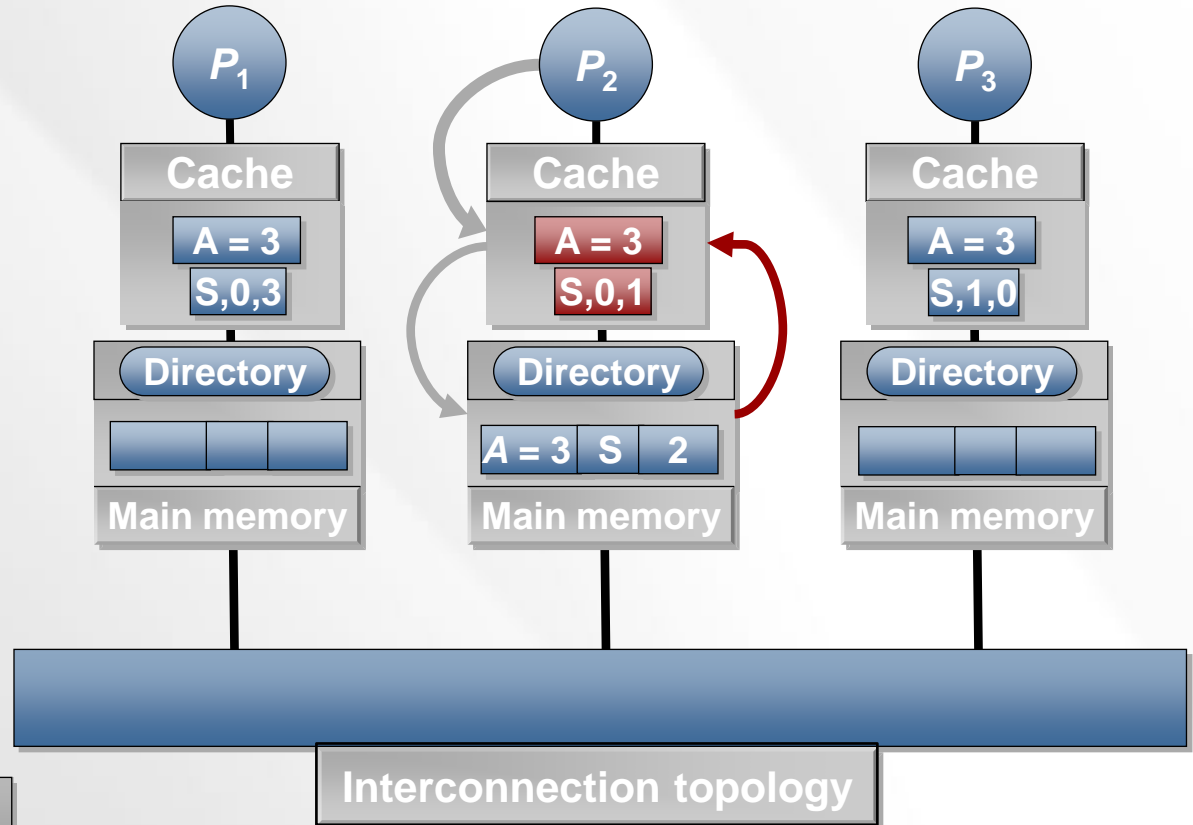 P1 P2 P3
Cache Cache Cache
A = 3 A = 3 A = 3
S,0,3 S,0,1 S,1,0
Directory Directory Directory
A = 3 S 2
Main memory Main memory Main memory
Interconnection topology